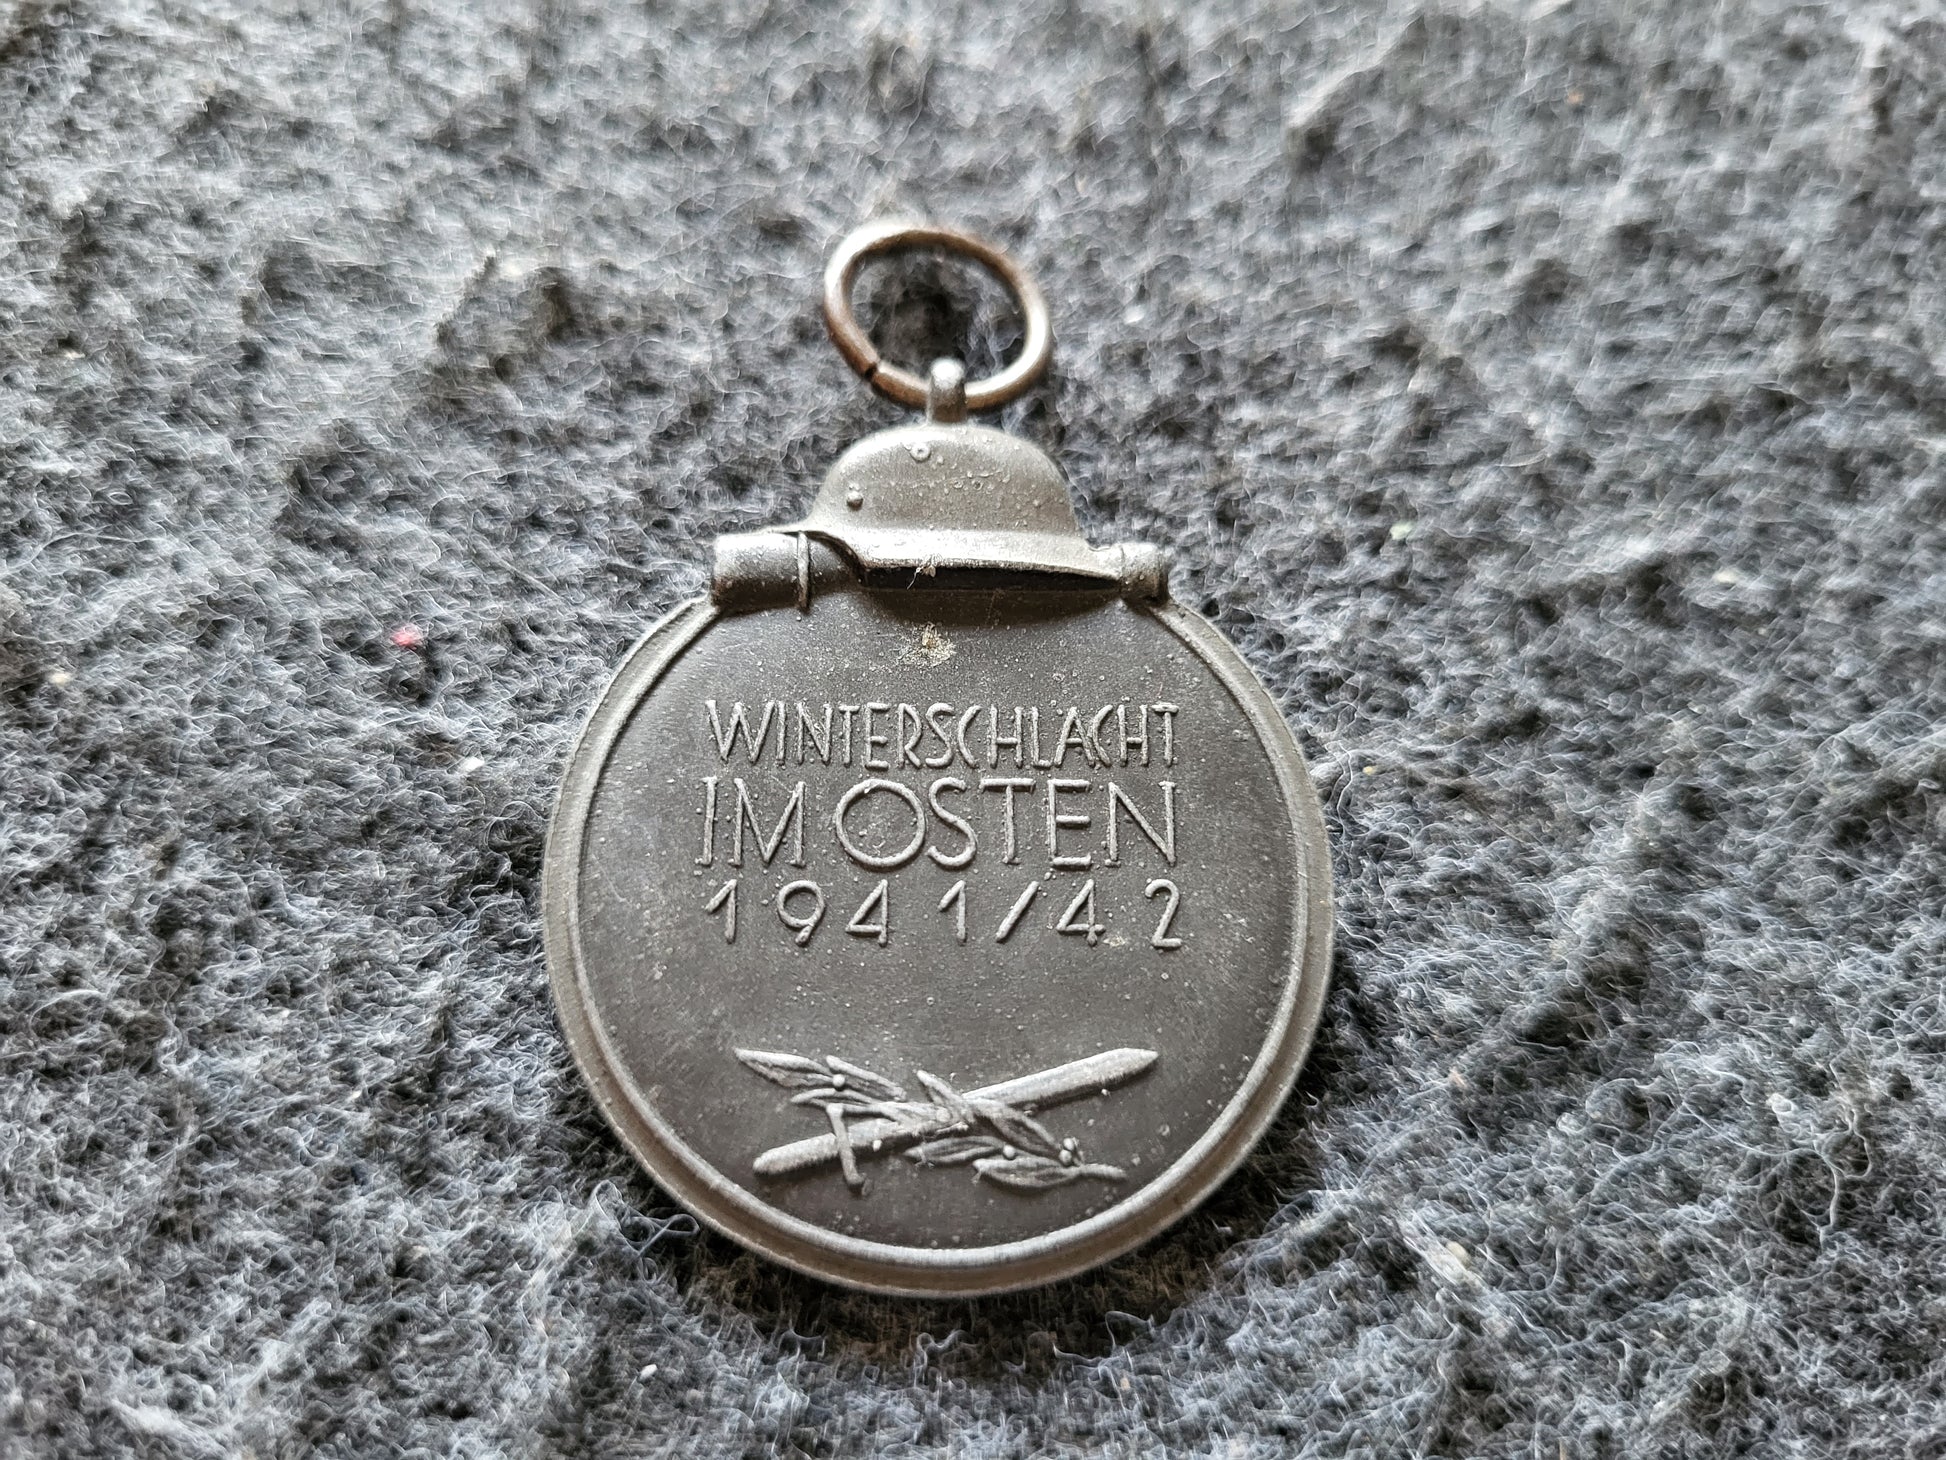 WINTERSCHLACHT
IM OSTEN
1941/42